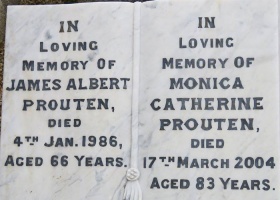 IN
LOVING
MEMORY OF
JAMES ALBERT
PROUTEN,
DIED
4TH JAN. 1986,
AGED 66 YEARS.
IN
LOVING
MEMORY OF
MONICA
CATHERINE
PROUTEN,
DIED
17TH MARCH 2004
AGED 83 YEARS.